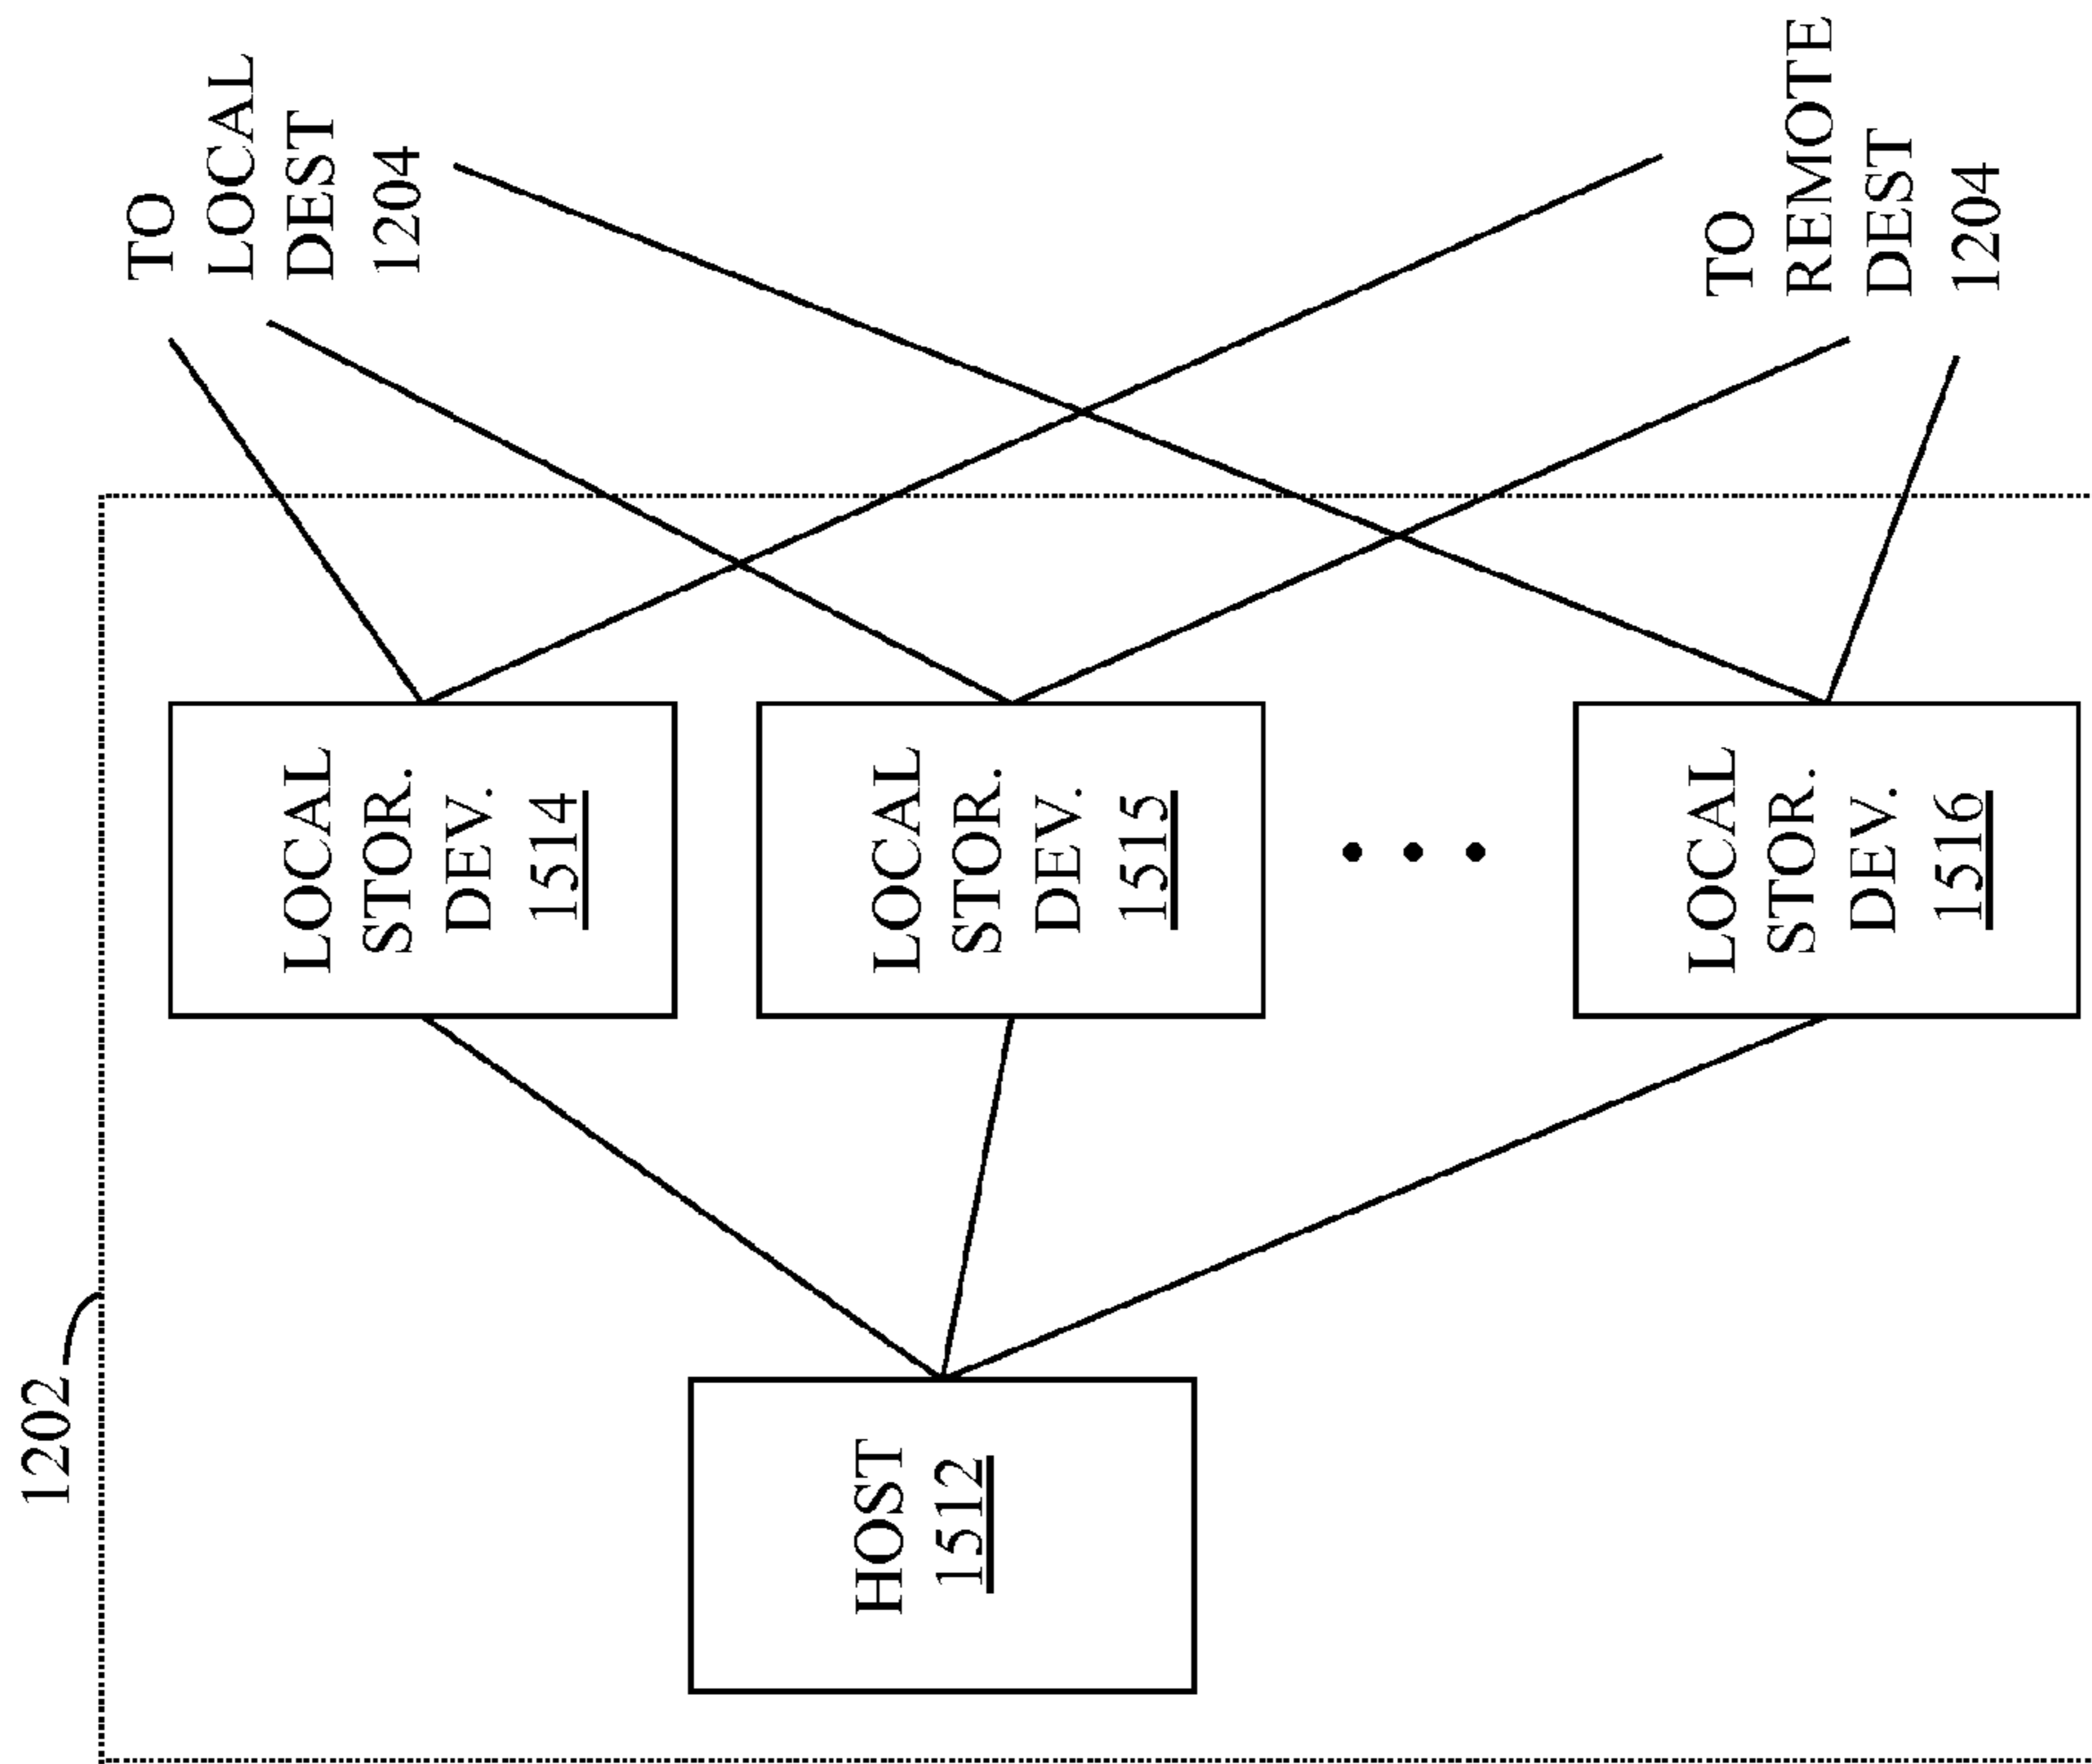 1202
HOST
1512
LOCAL
STOR.
DEV.
1514
LOCAL
STOR.
DEV.
1515
LOCAL
STOR.
DEV.
1516
TO
LOCAL
DEST
1204
TO
REMOTE
DEST
1204